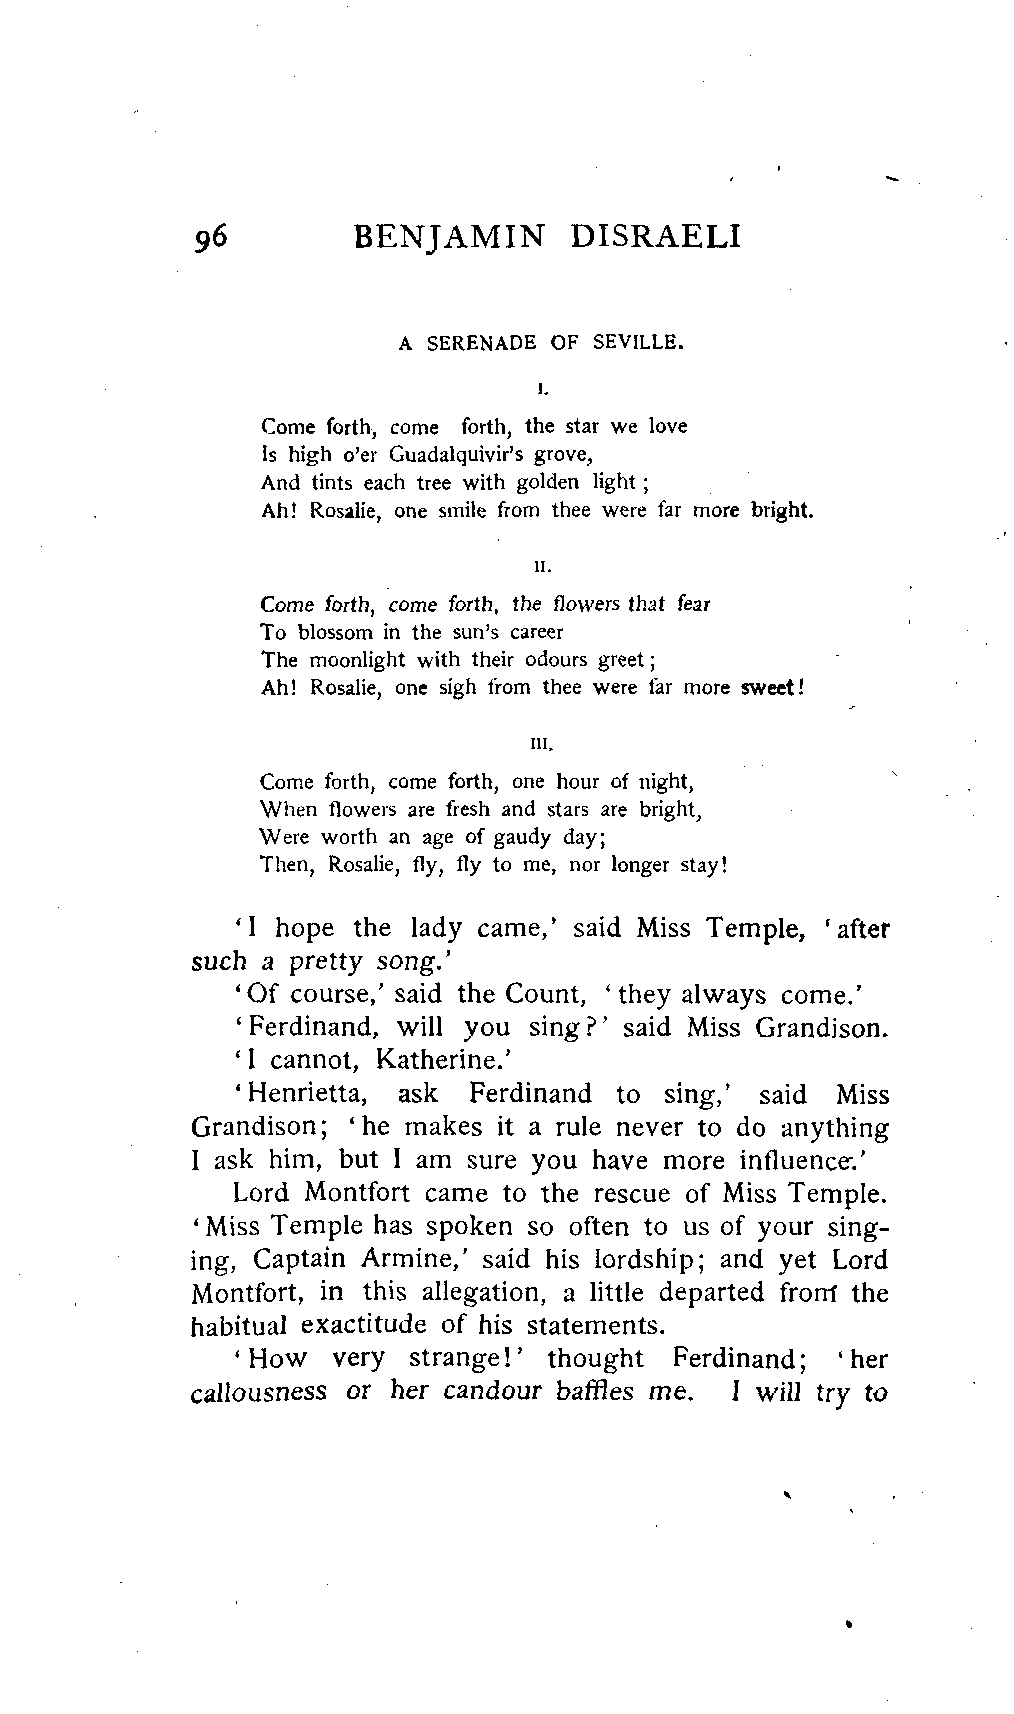 96 BENJAMIN DISRAELI
A SERENADE OF SEVILLE.
I.
Come forth, come forth, the star we love
Is high o'er Guadalquivir's grove,
And tints each tree with golden light ;
Ah! Rosalie, one smile from thee were far more bright.
II.
Come forth, come forth, the flowers that fear
To blossom in the sun's career
The moonlight with their odours greet ;
Ah! Rosalie, one sigh from thee were far more sweet!
III.
Come forth, come forth, one hour of night,
When flowers are fresh and stars are bright,
Were worth an age of gaudy day;
Then, Rosalie, fly, fly to me, nor longer stay!
‘I hope the lady came,’ said Miss Temple, ‘after
such a pretty song.’
‘Of course,’ said the Count, ‘they always come.’
‘Ferdinand, will you sing?’ said Miss Grandison.
‘I cannot, Katherine.’
‘Henrietta, ask Ferdinand to sing,’ said Miss
Grandison; ‘he makes it a rule never to do anything
I ask him, but I am sure you have more influence.’
Lord Montfort came to the rescue of Miss Temple.
‘Miss Temple has spoken so often to us of your sing-
ing, Captain Armine,’ said his lordship; and yet Lord
Montfort, in this allegation, a little departed from the
habitual exactitude of his statements.
‘How very strange!’ thought Ferdinand; ‘her
callousness or her candour baffles me. I will try to